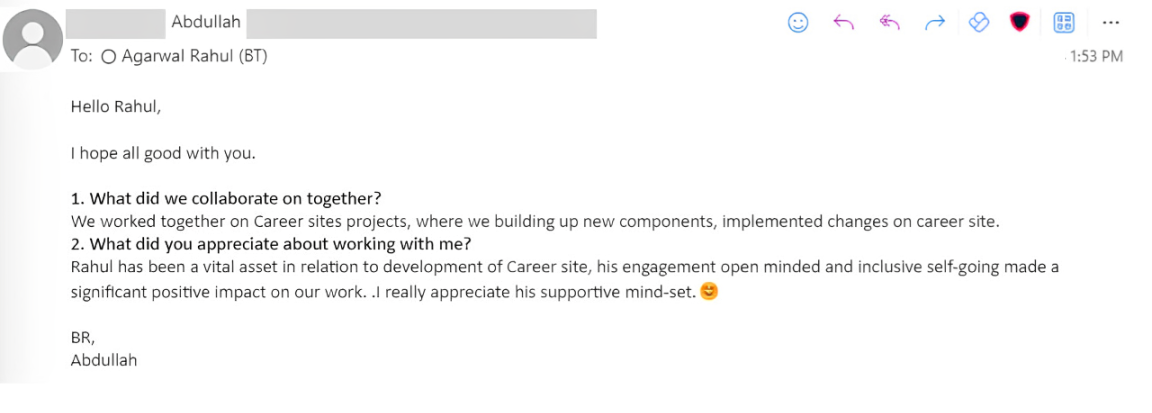 Abdullah
To: Agarwal Rahul (BT)
1:53 PM
Hello Rahul,
I hope all good with you.
1. What did we collaborate on together?
We worked together on Career sites projects, where we building up new components, implemented changes on career site.
2. What did you appreciate about working with me?
Rahul has been a vital asset in relation to development of Career site, his engagement open minded and inclusive self-going made a
significant positive impact on our work. .I really appreciate his supportive mind-set. 😊
BR,
Abdullah